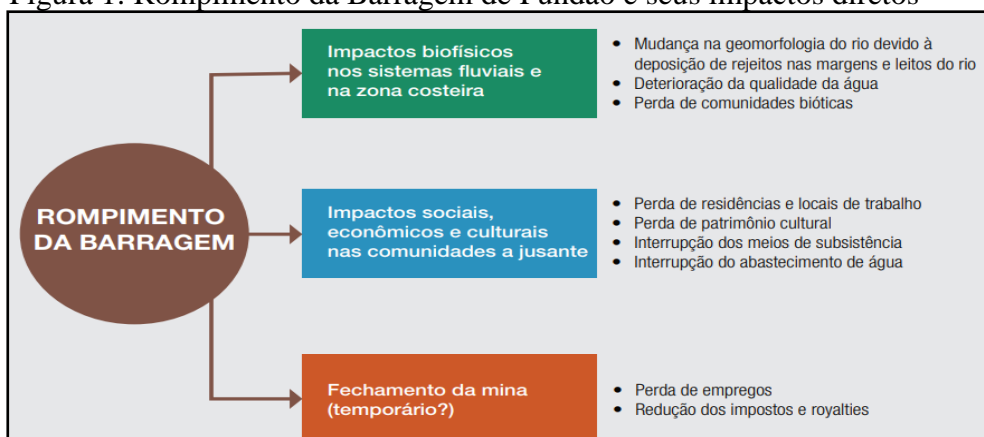 Figura 1: Rompimento da Barragem de Fundão e seus impactos diretos
ROMPIMENTO
DA BARRAGEM
Impactos biofísicos
nos sistemas fluviais e
na zona costeira
• Mudança na geomorfologia do rio devido à
deposição de rejeitos nas margens e leitos do rio
• Deterioração da qualidade da água
• Perda de comunidades bióticas
Impactos sociais,
econômicos e culturais
nas comunidades a jusante
• Perda de residências e locais de trabalho
• Perda de patrimônio cultural
• Interrupção dos meios de subsistência
• Interrupção do abastecimento de água
Fechamento da mina
(temporário?)
• Perda de empregos
• Redução dos impostos e royalties